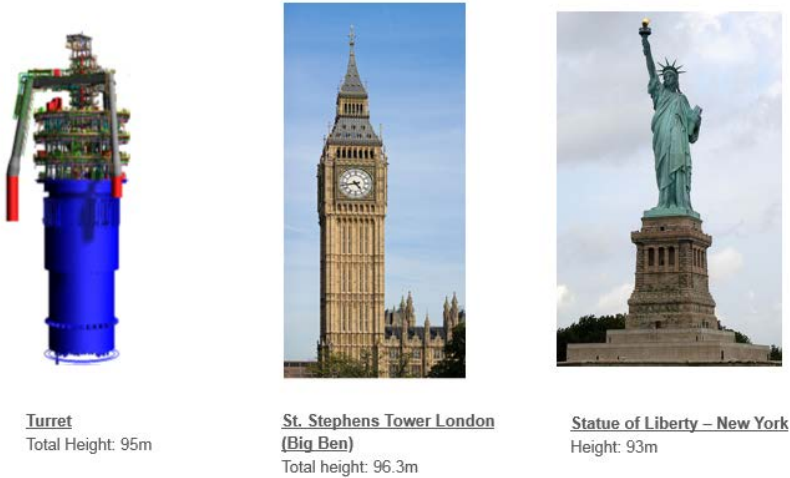 Turret
Total Height: 95m
St. Stephens Tower London
(Big Ben)
Total height: 96.3m
Statue of Liberty – New York
Height: 93m